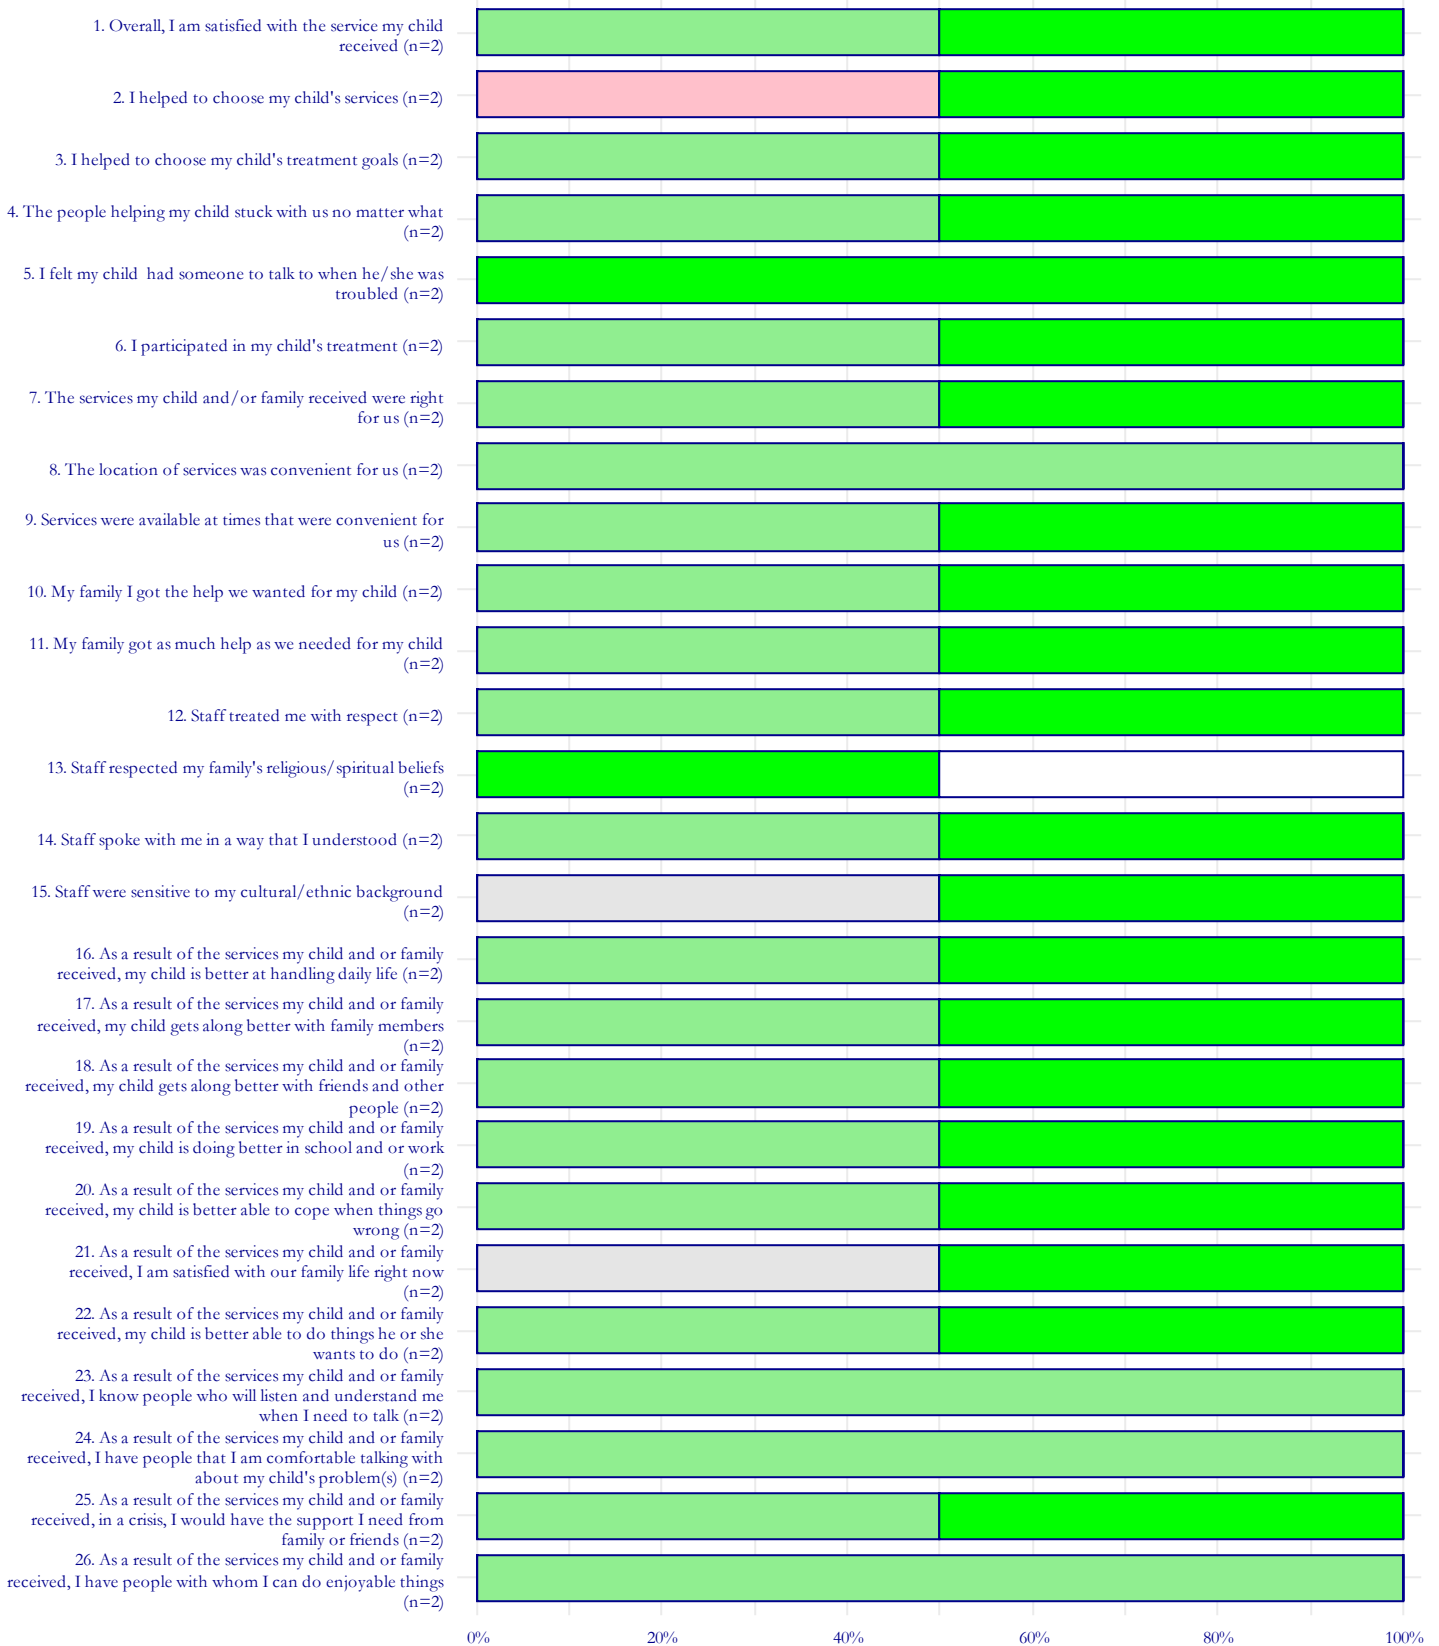 1. Overall, I am satisfied with the service my child
received (n=2)
2. I helped to choose my child's services (n=2)
3. I helped to choose my child's treatment goals (n=2)
4. The people helping my child stuck with us no matter what
(n=2)
5. I felt my child  had someone to talk to when he/she was
troubled (n=2)
6. I participated in my child's treatment (n=2)
7. The services my child and/or family received were right
for us (n=2)
8. The location of services was convenient for us (n=2)
9. Services were available at times that were convenient for
us (n=2)
10. My family I got the help we wanted for my child (n=2)
11. My family got as much help as we needed for my child
(n=2)
12. Staff treated me with respect (n=2)
13. Staff respected my family's religious/spiritual beliefs
(n=2)
14. Staff spoke with me in a way that I understood (n=2)
15. Staff were sensitive to my cultural/ethnic background
(n=2)
16. As a result of the services my child and or family
received, my child is better at handling daily life (n=2)
17. As a result of the services my child and or family
received, my child gets along better with family members
(n=2)
18. As a result of the services my child and or family
received, my child gets along better with friends and other
people (n=2)
19. As a result of the services my child and or family
received, my child is doing better in school and or work
(n=2)
20. As a result of the services my child and or family
received, my child is better able to cope when things go
wrong (n=2)
21. As a result of the services my child and or family
received, I am satisfied with our family life right now
(n=2)
22. As a result of the services my child and or family
received, my child is better able to do things he or she
wants to do (n=2)
23. As a result of the services my child and or family
received, I know people who will listen and understand me
when I need to talk (n=2)
24. As a result of the services my child and or family
received, I have people that I am comfortable talking with
about my child's problem(s) (n=2)
25. As a result of the services my child and or family
received, in a crisis, I would have the support I need from
family or friends (n=2)
26. As a result of the services my child and or family
received, I have people with whom I can do enjoyable things
(n=2)
0% 20% 40% 60% 80% 100%